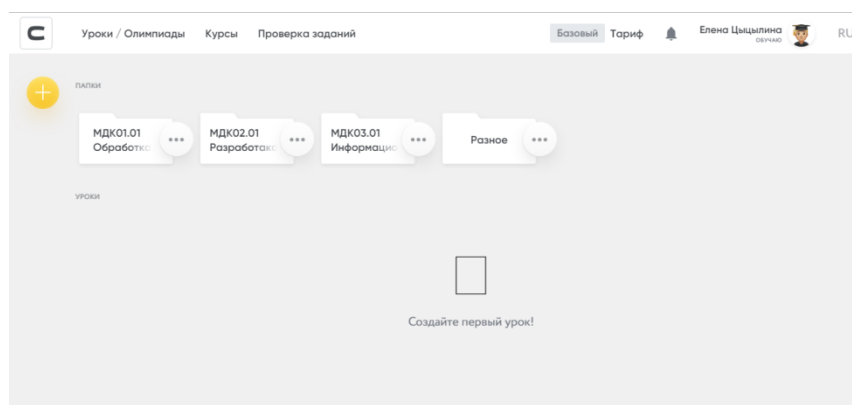 Уроки / Олимпиады Курсы Проверка заданий Базовый Тариф Елена Цыцылина RU
ОБУЧАЮ
ПАПКИ
МДК01.01 МДК02.01 МДК03.01 Разное
Обработка Разработакс Информацио
УРОКИ
Создайте первый урок!